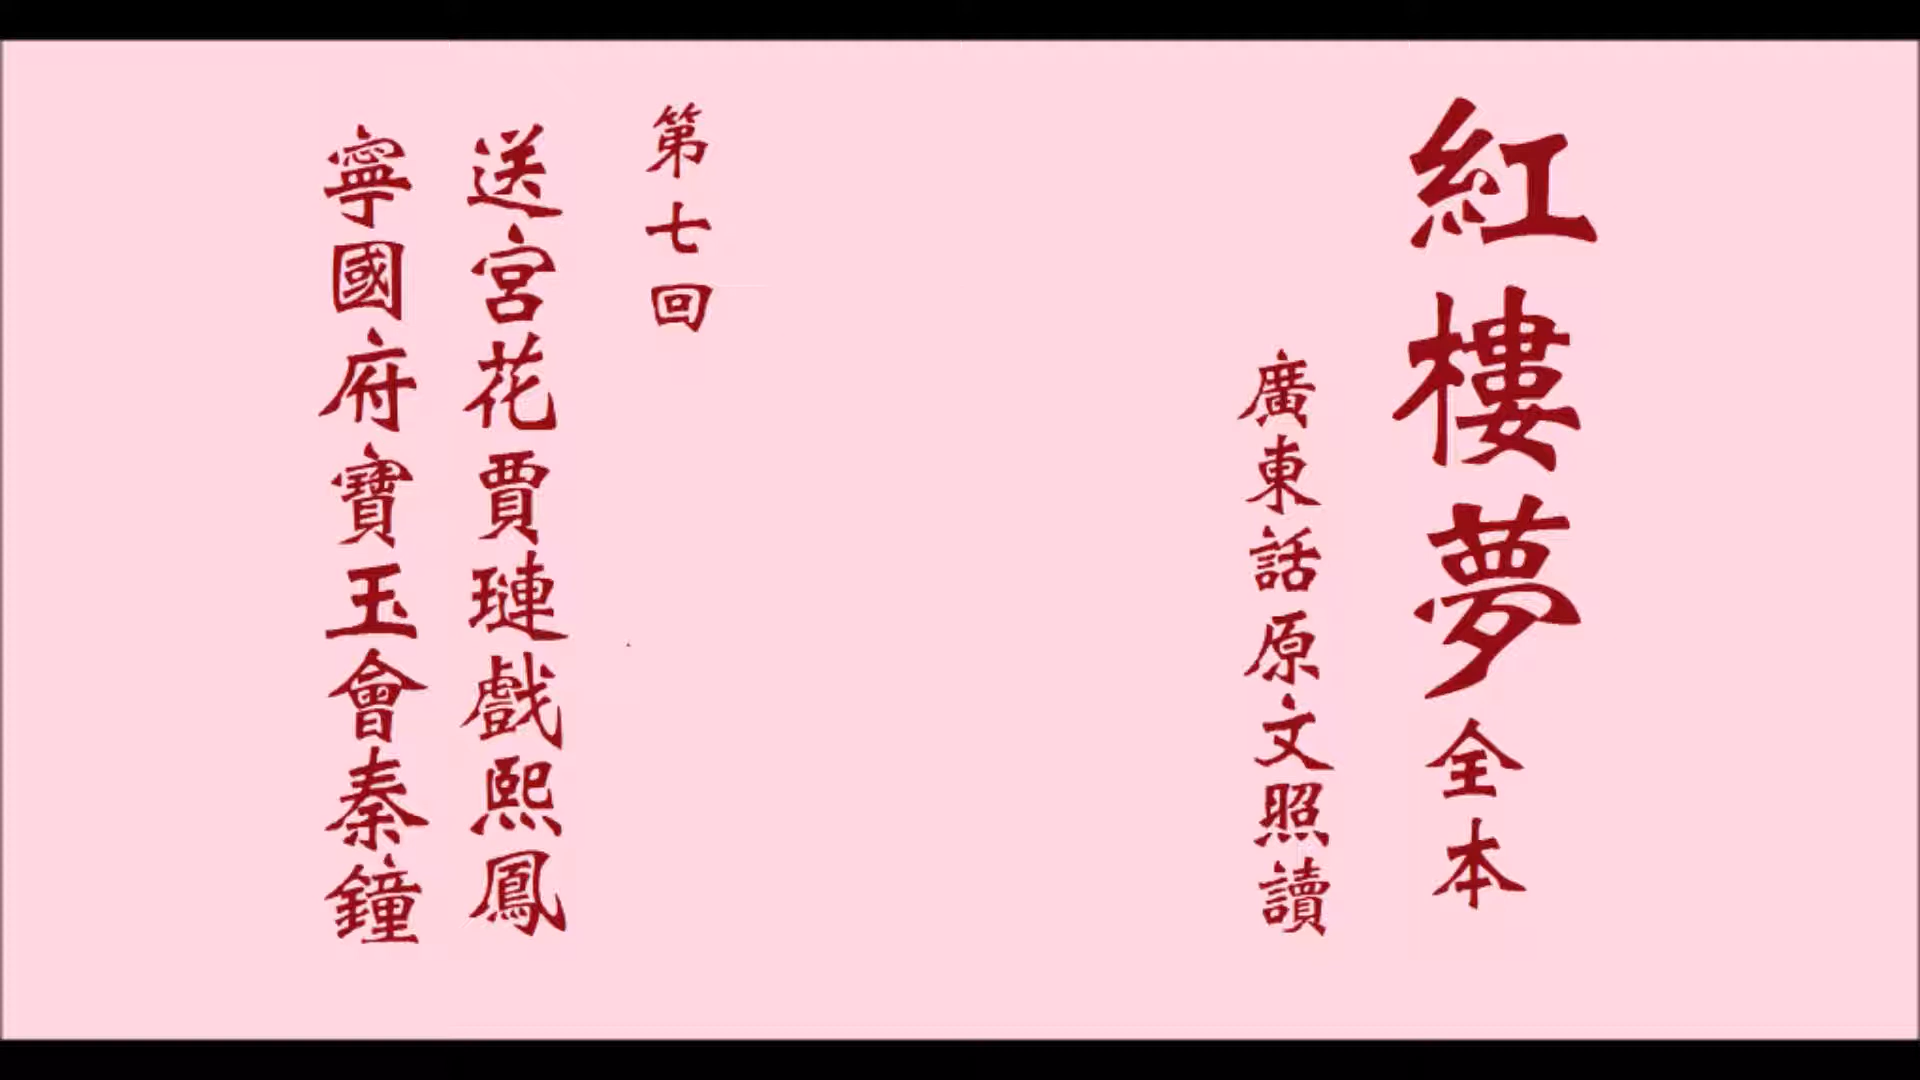 紅樓夢全本
廣東話原文照讀
第七回
送宮花賈璉戲熙鳳
寧國府寶玉會秦鐘